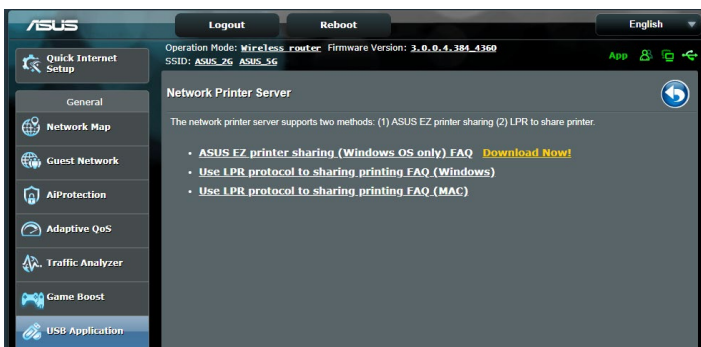 ASUS
Logout
Reboot
English
Quick Internet
Setup
Operation Mode: Wireless router Firmware Version: 3.0.0.4.384_4360
SSID: ASUS_2G ASUS_5G
App
General
Network Map
Guest Network
AiProtection
Adaptive QoS
Traffic Analyzer
Game Boost
USB Application
Network Printer Server
The network printer server supports two methods: (1) ASUS EZ printer sharing (2) LPR to share printer.
• ASUS EZ printer sharing (Windows OS only) FAQ Download Now!
• Use LPR protocol to sharing printing FAQ (Windows)
• Use LPR protocol to sharing printing FAQ (MAC)